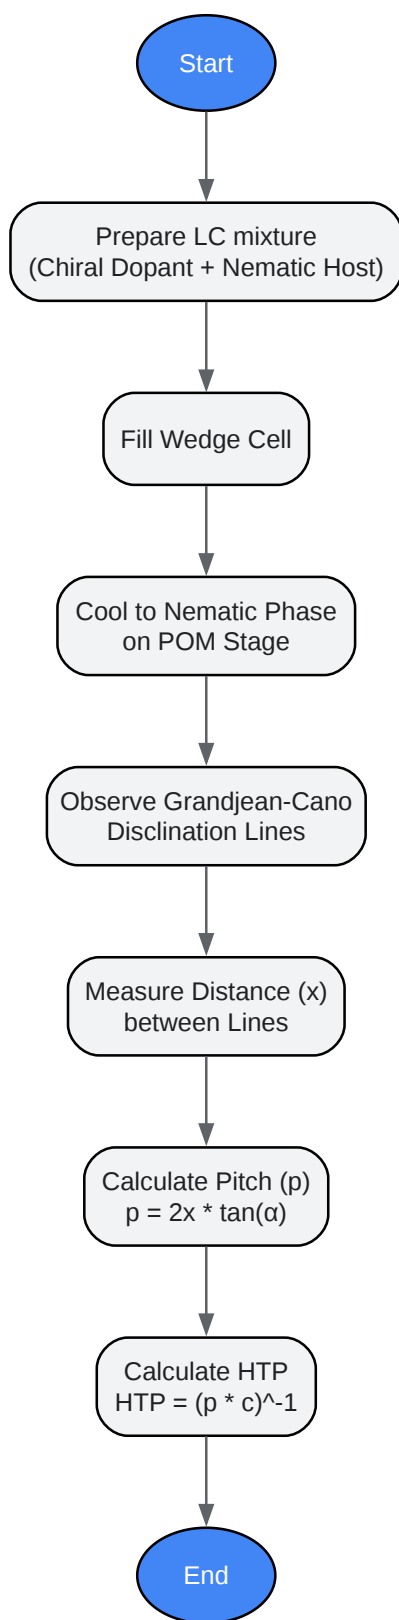 Start
Prepare LC mixture
(Chiral Dopant + Nematic Host)
Fill Wedge Cell
Cool to Nematic Phase
on POM Stage
Observe Grandjean-Cano
Disclination Lines
Measure Distance (x)
between Lines
Calculate Pitch (p)
p = 2x * tan(α)
Calculate HTP
HTP = (p * c)^-1
End